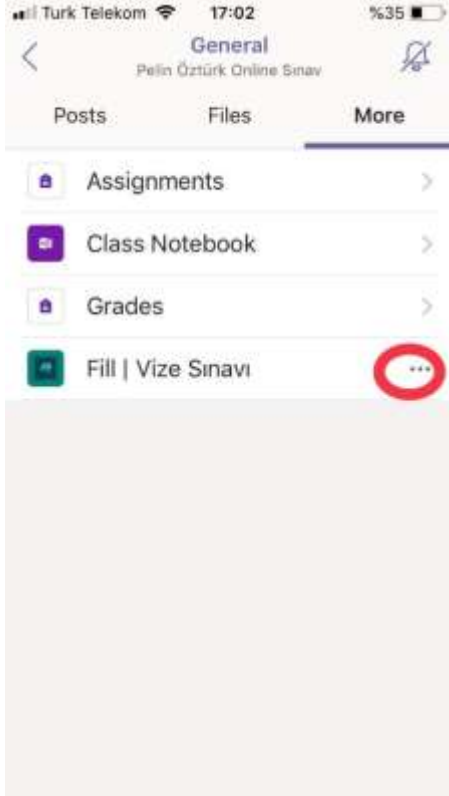 Turk Telekom 17:02 %35
General
Pelin Öztürk Online Sınav
Posts Files More
Assignments
Class Notebook
Grades
Fill | Vize Sınavı